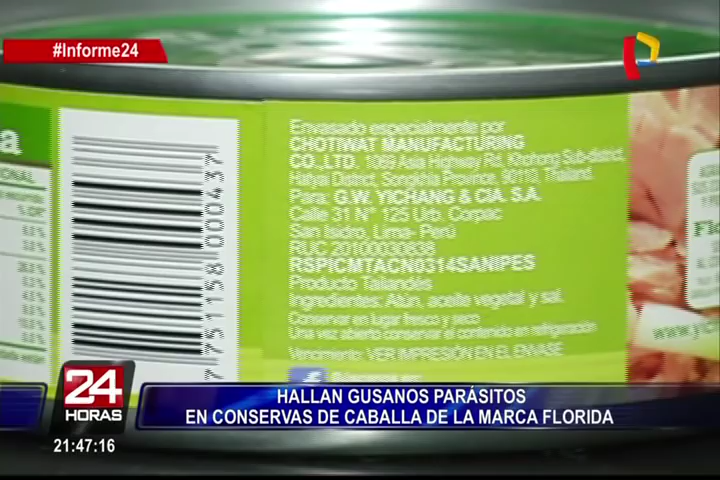 #Informe24
Envasado especialmente por
CHOTIWAT MANUFACTURING
CO.,LTD. 1069 Asia Highway Rd, Khohong Sub-district,
Hatyai District, Songkhla Province, 90110, Thailand.
Para: G.W. YICHANG & CIA. S.A.
Calle 31 N° 125 Urb. Corpac
San Isidro, Lima- Perú
RUC 20100030838
RSPICMTACN0314SANIPES
Producto Tailandés
Ingredientes: Atún, aceite vegetal y sal.
Conservar en lugar fresco y seco
Una vez abierto conservar el contenido en refrigeración
Vencimiento: VER IMPRESIÓN EN EL ENVASE
7 751158 000437
24
HORAS
HALLAN GUSANOS PARÁSITOS
EN CONSERVAS DE CABALLA DE LA MARCA FLORIDA
21:47:16